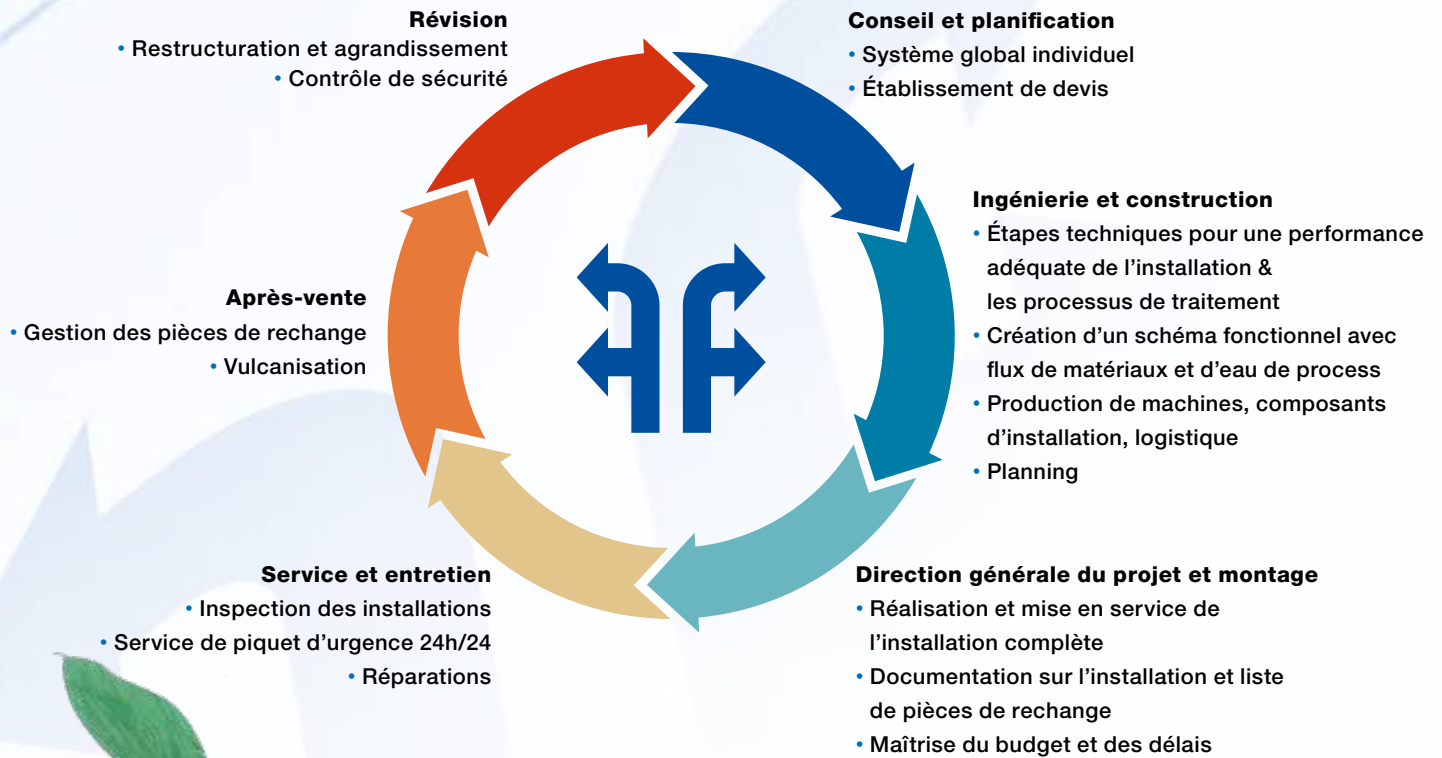 Révision
• Restructuration et agrandissement
• Contrôle de sécurité
Conseil et planification
• Système global individuel
• Établissement de devis
Ingénierie et construction
• Étapes techniques pour une performance
adéquate de l’installation &
les processus de traitement
• Création d’un schéma fonctionnel avec
flux de matériaux et d’eau de process
• Production de machines, composants
d’installation, logistique
• Planning
Après-vente
• Gestion des pièces de rechange
• Vulcanisation
Service et entretien
• Inspection des installations
• Service de piquet d’urgence 24h/24
• Réparations
Direction générale du projet et montage
• Réalisation et mise en service de
l’installation complète
• Documentation sur l’installation et liste
de pièces de rechange
• Maîtrise du budget et des délais